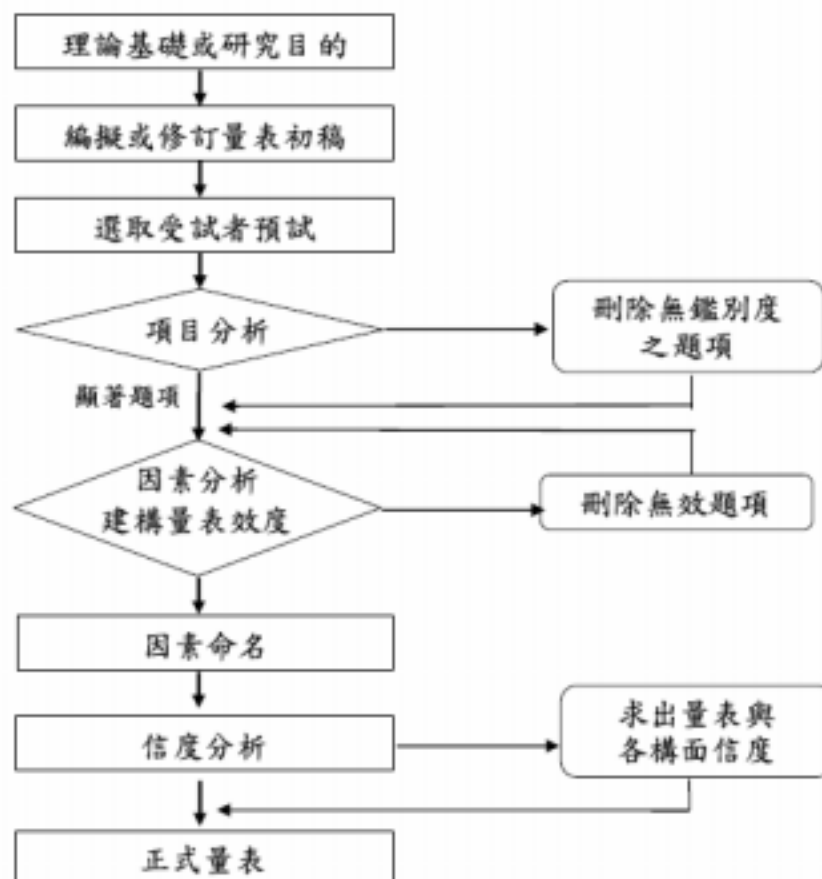 理論基礎或研究目的
編擬或修訂量表初稿
選取受試者預試
項目分析
刪除無鑑別度
之題項
顯著題項
因素分析
建構量表效度
刪除無效題項
因素命名
信度分析
求出量表與
各構面信度
正式量表